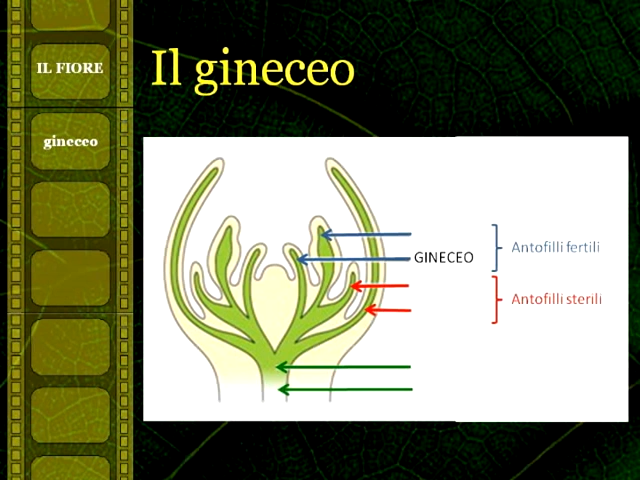 Il gineceo
IL FIORE
gineceo
GINECEO
Antofilli fertili
Antofilli sterili